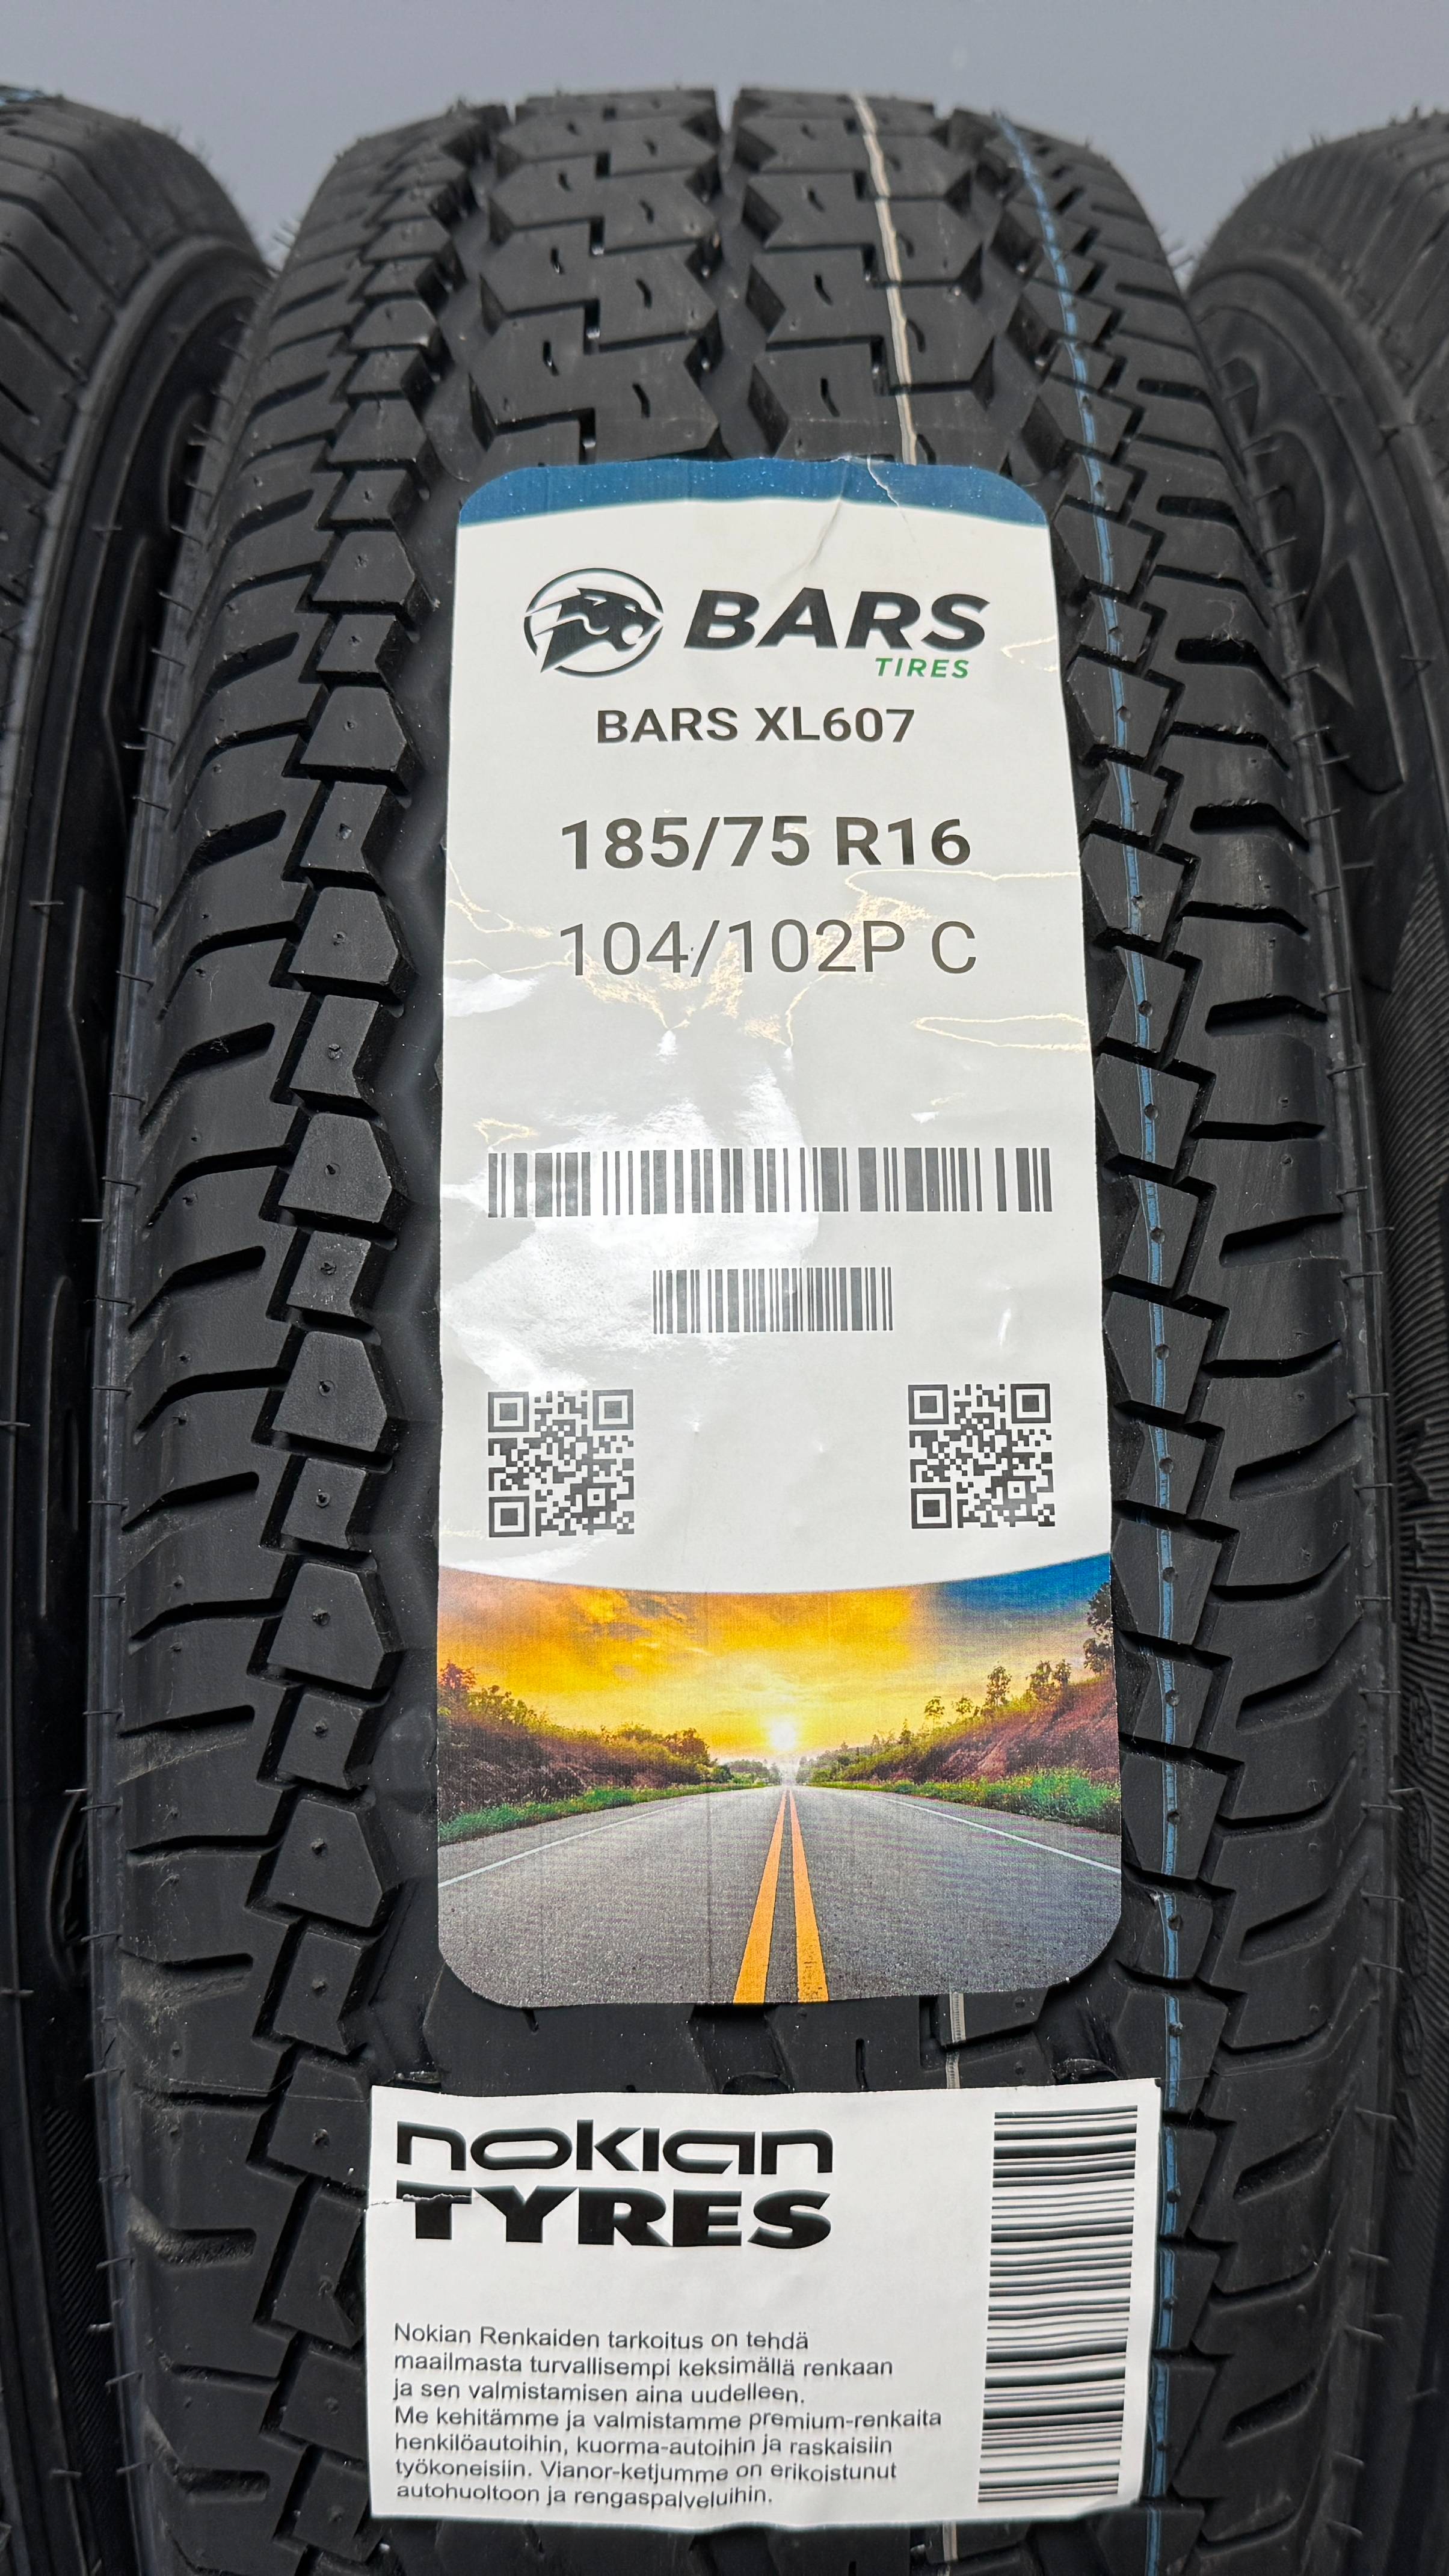 BARS
TIRES
BARS XL607
185/75 R16
104/102P C
nokian
TYRES
Nokian Renkaiden tarkoitus on tehdä
maailmasta turvallisempi keksimällä renkaan
ja sen valmistamisen aina uudelleen.
Me kehitämme ja valmistamme premium-renkaita
henkilöautoihin, kuorma-autoihin ja raskaisiin
työkoneisiin. Vianor-ketjumme on erikoistunut
autohuoltoon ja rengaspalveluihin.